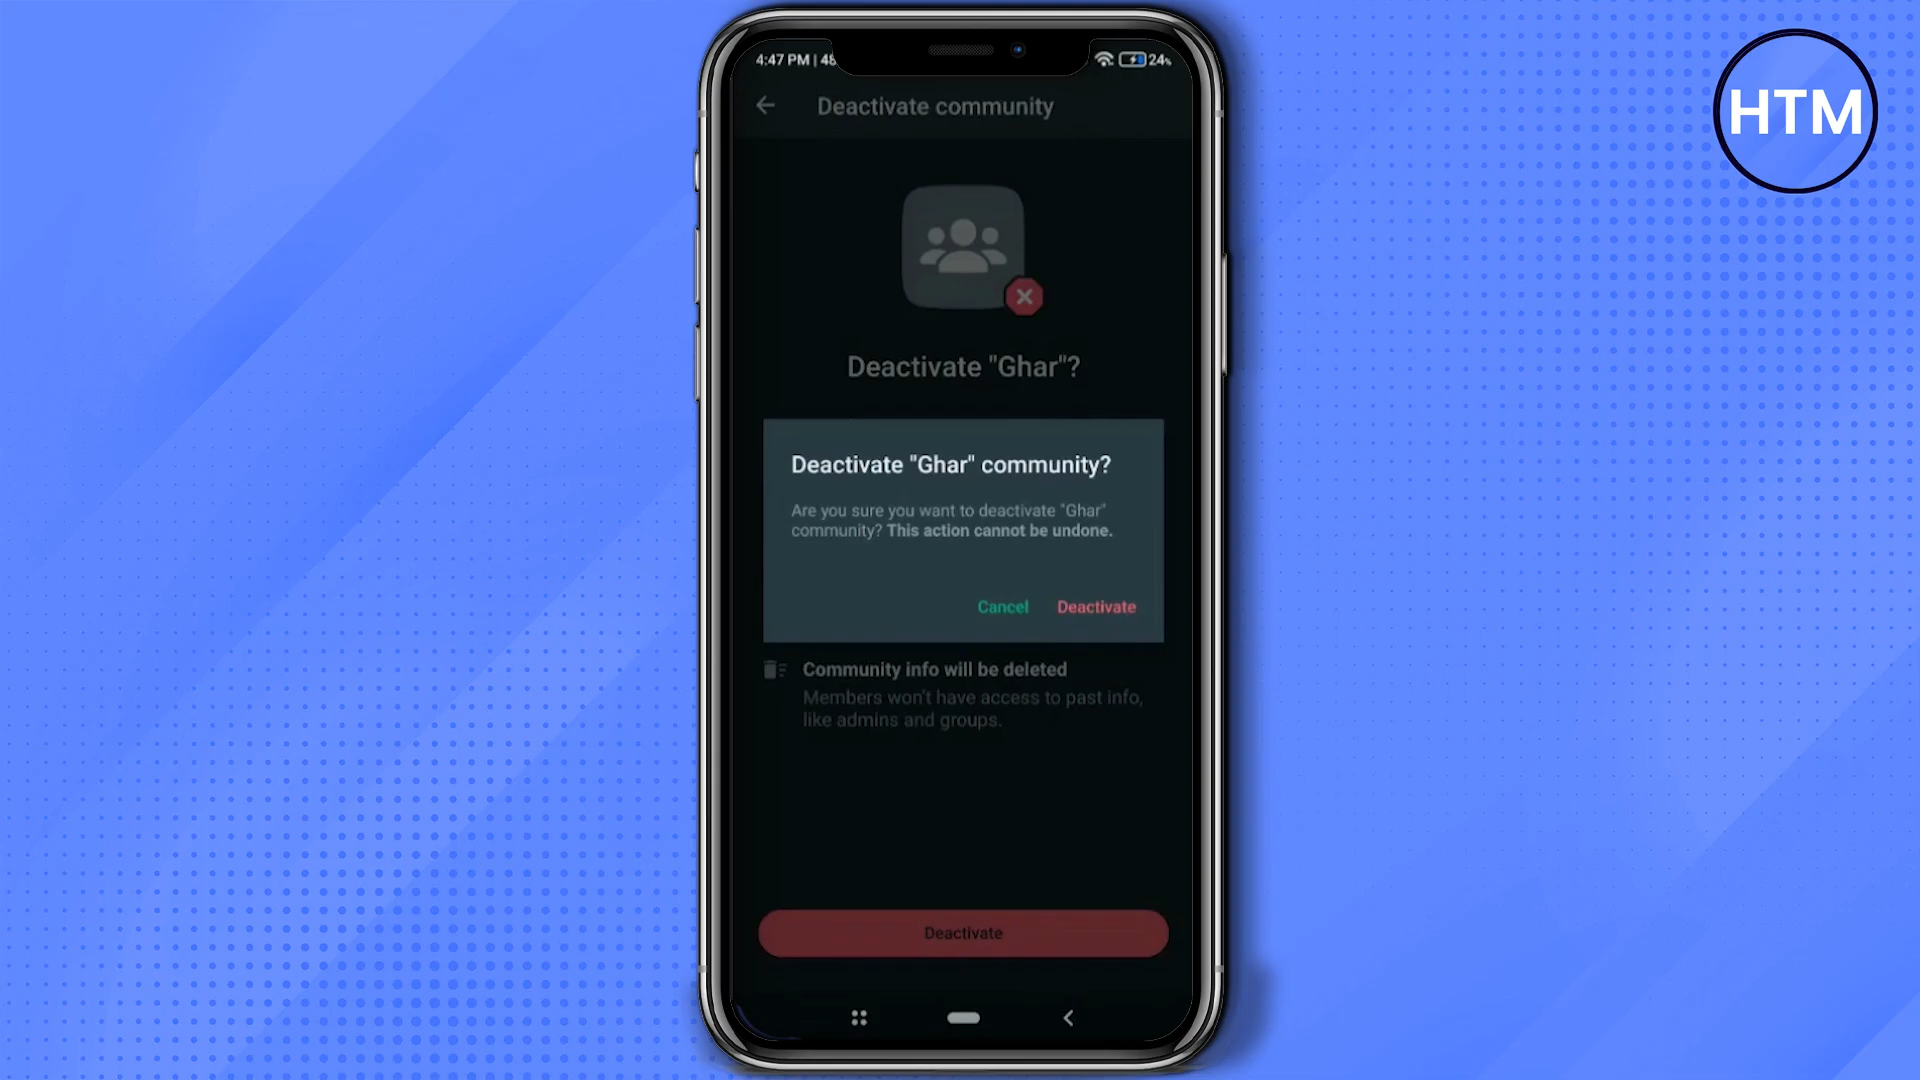 HTM
4:47 PM | 48
24%
Deactivate community
Deactivate "Ghar"?
Deactivate "Ghar" community?
Are you sure you want to deactivate "Ghar"
community? This action cannot be undone.
Cancel Deactivate
Community info will be deleted
Members won't have access to past info,
like admins and groups.
Deactivate